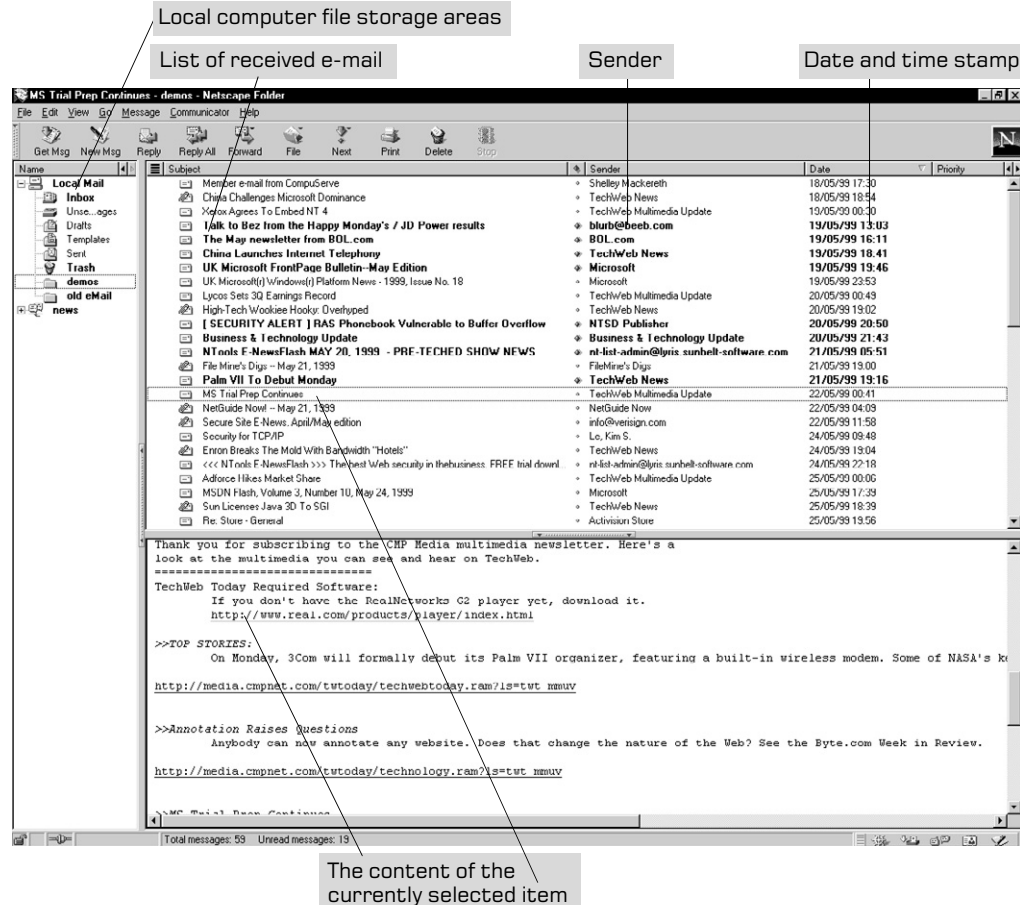 Local computer file storage areas
List of received e-mail
Sender
Date and time stamp
MS Trial Prep Continues - demos - Netscape Folder
File Edit View Go Message Communicator Help
Get Msg New Msg Reply Reply All Forward File Next Print Delete Stop
N
Name Subject Sender Date Priority
Local Mail
Inbox
Unse...ages
Drafts
Templates
Sent
Trash
demos
old eMail
news
Member e-mail from CompuServe Shelley Mackereth 18/05/99 17:30
China Challenges Microsoft Dominance TechWeb News 18/05/99 18:54
Xerox Agrees To Embed NT 4 TechWeb Multimedia Update 19/05/99 00:30
Talk to Bez from the Happy Monday's / JD Power results blurb@beeb.com 19/05/99 13:03
The May newsletter from BOL.com BOL.com 19/05/99 16:11
China Launches Internet Telephony TechWeb News 19/05/99 18:41
UK Microsoft FrontPage Bulletin--May Edition Microsoft 19/05/99 19:46
UK Microsoft(r) Windows(r) Platform News - 1999, Issue No. 18 Microsoft 19/05/99 23:53
Lycos Sets 3Q Earnings Record TechWeb Multimedia Update 20/05/99 00:49
High-Tech Wookiee Hooky: Overhyped TechWeb News 20/05/99 19:02
[ SECURITY ALERT ] RAS Phonebook Vulnerable to Buffer Overflow NTSD Publisher 20/05/99 20:50
Business & Technology Update Business & Technology Update 20/05/99 21:43
NTools E-NewsFlash MAY 20, 1999 - PRE-TECHED SHOW NEWS nt-list-admin@lyris.sunbelt-software.com 21/05/99 05:51
File Mine's Digs -- May 21, 1999 FileMine's Digs 21/05/99 19:00
Palm VII To Debut Monday TechWeb News 21/05/99 19:16
MS Trial Prep Continues TechWeb Multimedia Update 22/05/99 00:41
NetGuide Now! -- May 21, 1999 NetGuide Now 22/05/99 04:09
Secure Site E-News. April/May edition info@verisign.com 22/05/99 11:58
Security for TCP/IP Le, Kim S. 24/05/99 09:48
Enron Breaks The Mold With Bandwidth "Hotels" TechWeb News 24/05/99 19:04
<<< NTools E-NewsFlash >>> The best Web security in thebusiness. FREE trial downl... nt-list-admin@lyris.sunbelt-software.com 24/05/99 22:18
Adforce Hikes Market Share TechWeb Multimedia Update 25/05/99 00:06
MSDN Flash, Volume 3, Number 10, May 24, 1999 Microsoft 25/05/99 17:39
Sun Licenses Java 3D To SGI TechWeb News 25/05/99 18:39
Re: Store - General Activision Store 25/05/99 19:56
Thank you for subscribing to the CMP Media multimedia newsletter. Here's a
look at the multimedia you can see and hear on TechWeb.
===============================
TechWeb Today Required Software:
If you don't have the RealNetworks G2 player yet, download it.
http://www.real.com/products/player/index.html
>>TOP STORIES:
On Monday, 3Com will formally debut its Palm VII organizer, featuring a built-in wireless modem. Some of NASA's
http://media.cmpnet.com/twtoday/techwebtoday.ram?ls=twt_mmuv
>>Annotation Raises Questions
Anybody can now annotate any website. Does that change the nature of the Web? See the Byte.com Week in Review.
http://media.cmpnet.com/twtoday/technology.ram?ls=twt_mmuv
>>MS Trial Prep Continues
Total messages: 59 Unread messages: 19
The content of the
currently selected item